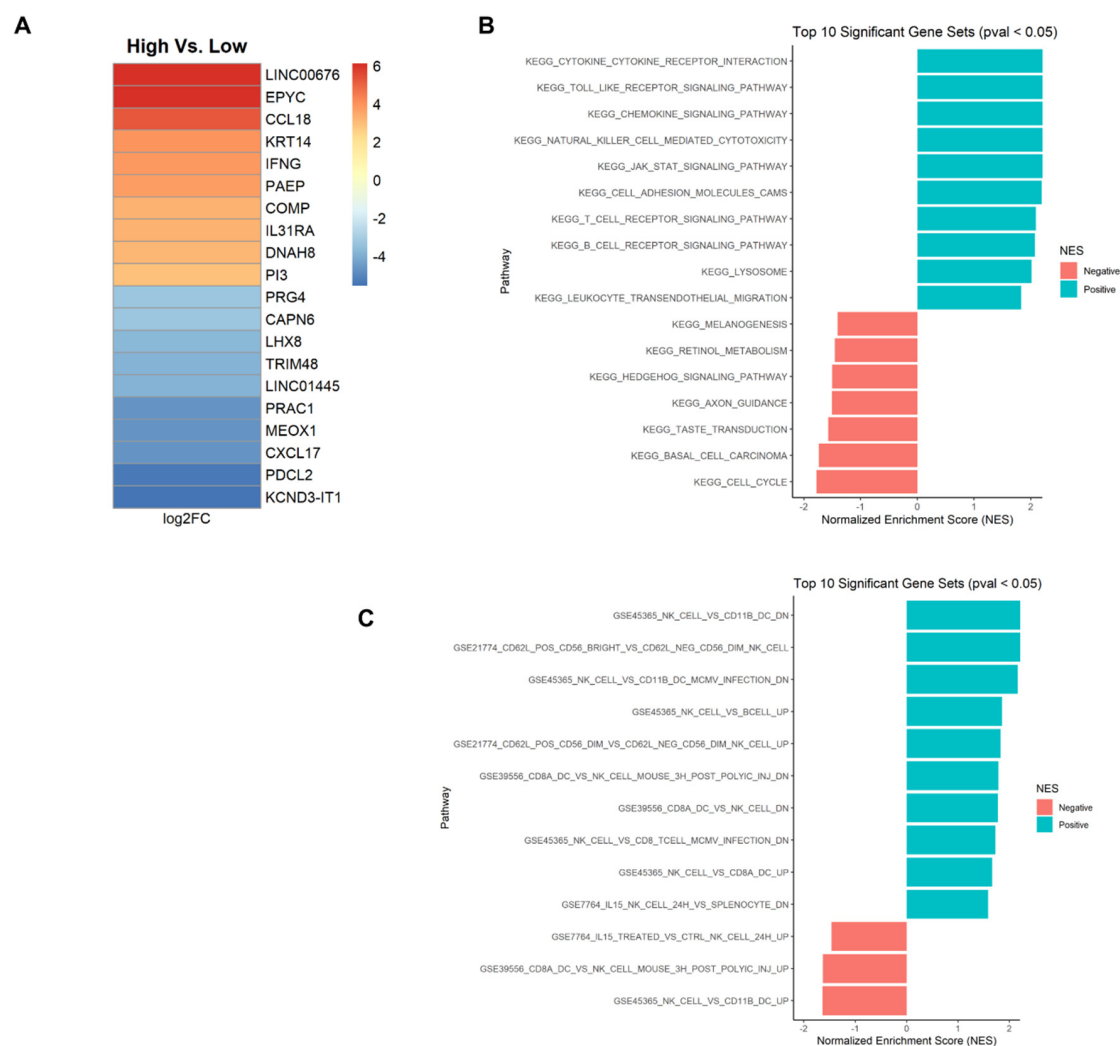 A
High Vs. Low
LINC00676
EPYC
CCL18
KRT14
IFNG
PAEP
COMP
IL31RA
DNAH8
PI3
PRG4
CAPN6
LHX8
TRIM48
LINC01445
PRAC1
MEOX1
CXCL17
PDCL2
KCND3-IT1
log2FC
6
4
2
0
-2
-4
B
Top 10 Significant Gene Sets (pval < 0.05)
Pathway
KEGG_CYTOKINE_CYTOKINE_RECEPTOR_INTERACTION
KEGG_TOLL_LIKE_RECEPTOR_SIGNALING_PATHWAY
KEGG_CHEMOKINE_SIGNALING_PATHWAY
KEGG_NATURAL_KILLER_CELL_MEDIATED_CYTOTOXICITY
KEGG_JAK_STAT_SIGNALING_PATHWAY
KEGG_CELL_ADHESION_MOLECULES_CAMS
KEGG_T_CELL_RECEPTOR_SIGNALING_PATHWAY
KEGG_B_CELL_RECEPTOR_SIGNALING_PATHWAY
KEGG_LYSOSOME
KEGG_LEUKOCYTE_TRANSENDOTHELIAL_MIGRATION
KEGG_MELANOGENESIS
KEGG_RETINOL_METABOLISM
KEGG_HEDGEHOG_SIGNALING_PATHWAY
KEGG_AXON_GUIDANCE
KEGG_TASTE_TRANSDUCTION
KEGG_BASAL_CELL_CARCINOMA
KEGG_CELL_CYCLE
-2 -1 0 1 2
Normalized Enrichment Score (NES)
NES
Negative
Positive
C
Top 10 Significant Gene Sets (pval < 0.05)
Pathway
GSE45365_NK_CELL_VS_CD11B_DC_DN
GSE21774_CD62L_POS_CD56_BRIGHT_VS_CD62L_NEG_CD56_DIM_NK_CELL
GSE45365_NK_CELL_VS_CD11B_DC_MCMV_INFECTION_DN
GSE45365_NK_CELL_VS_BCELL_UP
GSE21774_CD62L_POS_CD56_DIM_VS_CD62L_NEG_CD56_DIM_NK_CELL_UP
GSE39556_CD8A_DC_VS_NK_CELL_MOUSE_3H_POST_POLYIC_INJ_DN
GSE39556_CD8A_DC_VS_NK_CELL_DN
GSE45365_NK_CELL_VS_CD8_TCELL_MCMV_INFECTION_DN
GSE45365_NK_CELL_VS_CD8A_DC_UP
GSE7764_IL15_NK_CELL_24H_VS_SPLENOCYTE_DN
GSE7764_IL15_TREATED_VS_CTRL_NK_CELL_24H_UP
GSE39556_CD8A_DC_VS_NK_CELL_MOUSE_3H_POST_POLYIC_INJ_UP
GSE45365_NK_CELL_VS_CD11B_DC_UP
-2 -1 0 1 2
Normalized Enrichment Score (NES)
NES
Negative
Positive